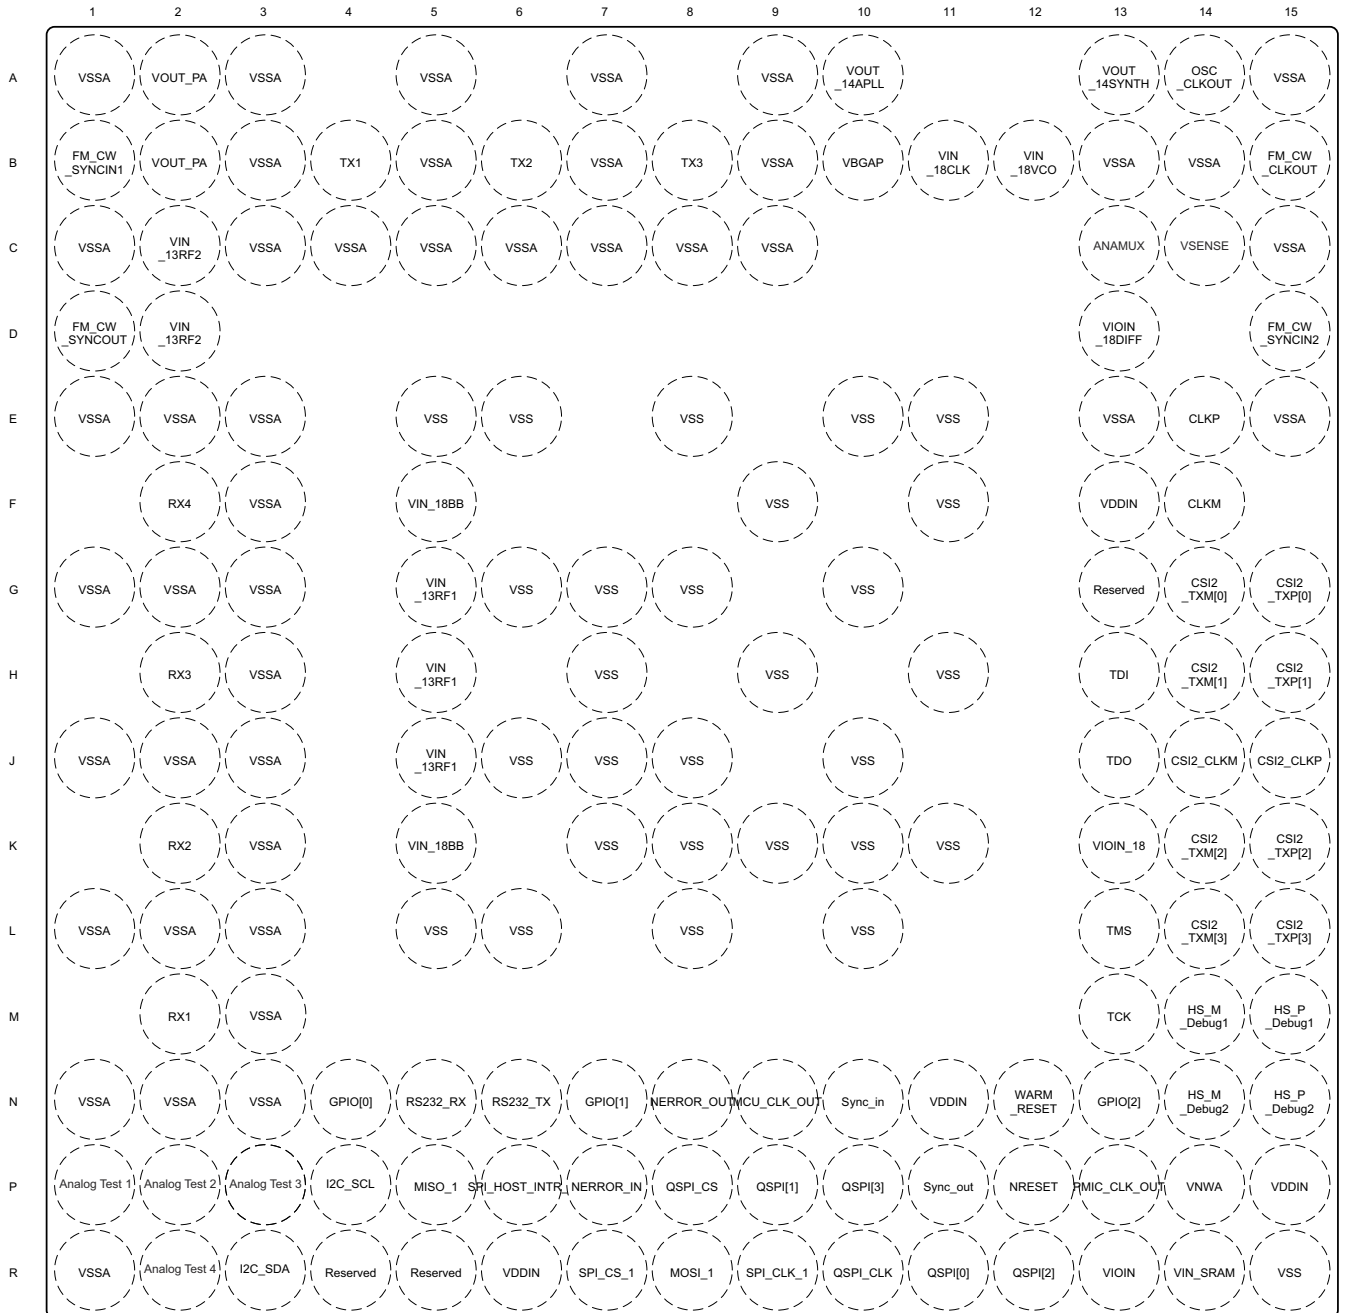 1 2 3 4 5 6 7 8 9 10 11 12 13 14 15
A VSSA VOUT_PA VSSA VSSA VSSA VSSA VOUT _14APLL VOUT _14SYNTH OSC _CLKOUT VSSA
B FM_CW _SYNCIN1 VOUT_PA VSSA TX1 VSSA TX2 VSSA TX3 VSSA VBGAP VIN _18CLK VIN _18VCO VSSA VSSA FM_CW _CLKOUT
C VSSA VIN _13RF2 VSSA VSSA VSSA VSSA VSSA VSSA VSSA ANAMUX VSENSE VSSA
D FM_CW _SYNCOUT VIN _13RF2 VIOIN _18DIFF FM_CW _SYNCIN2
E VSSA VSSA VSSA VSS VSS VSS VSS VSS VSSA CLKP VSSA
F RX4 VSSA VIN_18BB VSS VSS VDDIN CLKM
G VSSA VSSA VSSA VIN _13RF1 VSS VSS VSS VSS Reserved CSI2 _TXM[0] CSI2 _TXP[0]
H RX3 VSSA VIN _13RF1 VSS VSS VSS TDI CSI2 _TXM[1] CSI2 _TXP[1]
J VSSA VSSA VSSA VIN _13RF1 VSS VSS VSS VSS TDO CSI2_CLKM CSI2_CLKP
K RX2 VSSA VIN_18BB VSS VSS VSS VSS VSS VIOIN_18 CSI2 _TXM[2] CSI2 _TXP[2]
L VSSA VSSA VSSA VSS VSS VSS VSS TMS CSI2 _TXM[3] CSI2 _TXP[3]
M RX1 VSSA TCK HS_M _Debug1 HS_P _Debug1
N VSSA VSSA VSSA GPIO[0] RS232_RX RS232_TX GPIO[1] NERROR_OUT MCU_CLK_OUT Sync_in VDDIN WARM _RESET GPIO[2] HS_M _Debug2 HS_P _Debug2
P Analog Test 1 Analog Test 2 Analog Test 3 I2C_SCL MISO_1 SPI_HOST_INTR_ NERROR_IN QSPI_CS QSPI[1] QSPI[3] Sync_out NRESET PMIC_CLK_OUT VNWA VDDIN
R VSSA Analog Test 4 I2C_SDA Reserved Reserved VDDIN SPI_CS_1 MOSI_1 SPI_CLK_1 QSPI_CLK QSPI[0] QSPI[2] VIOIN VIN_SRAM VSS